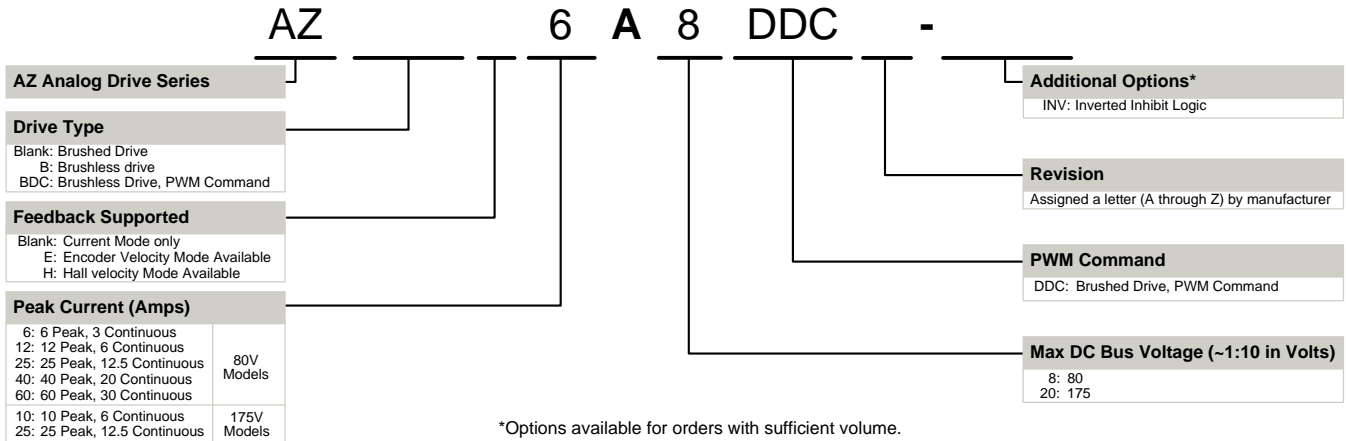 AZ 6 A 8 DDC -
AZ Analog Drive Series
Drive Type
Blank: Brushed Drive
B: Brushless drive
BDC: Brushless Drive, PWM Command
Feedback Supported
Blank: Current Mode only
E: Encoder Velocity Mode Available
H: Hall velocity Mode Available
Peak Current (Amps)
6: 6 Peak, 3 Continuous
12: 12 Peak, 6 Continuous
25: 25 Peak, 12.5 Continuous
40: 40 Peak, 20 Continuous
60: 60 Peak, 30 Continuous
80V
Models
10: 10 Peak, 6 Continuous
25: 25 Peak, 12.5 Continuous
175V
Models
Additional Options*
INV: Inverted Inhibit Logic
Revision
Assigned a letter (A through Z) by manufacturer
PWM Command
DDC: Brushed Drive, PWM Command
Max DC Bus Voltage (~1:10 in Volts)
8: 80
20: 175
*Options available for orders with sufficient volume.